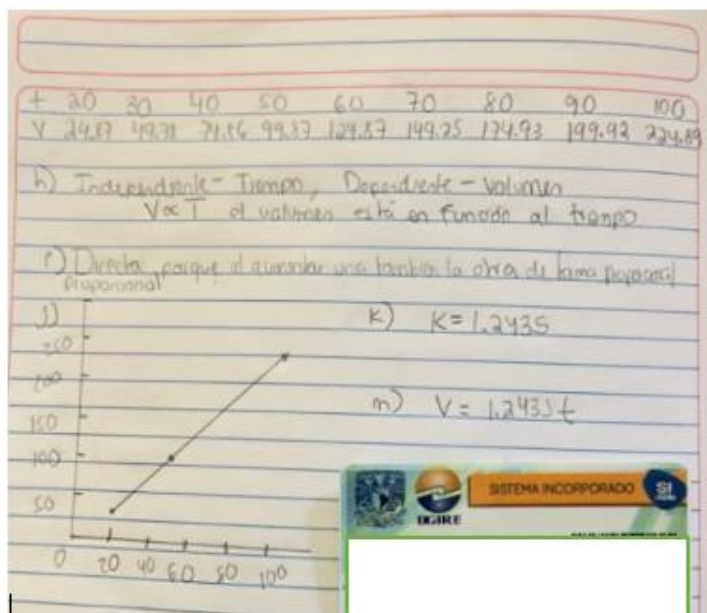 t 20 30 40 50 60 70 80 90 100
V 24.87 49.71 74.86 99.37 124.87 149.25 174.93 199.92 224.89
h) Independiente - Tiempo, Dependiente - Volumen
V∝T el volumen está en función al tiempo
Directa, porque al aumentar una también la otra de forma
proporcional
J)
250
200
150
100
50
0 20 40 60 80 100
K) K= 1.2435
m) V= 1.2435t
SISTEMA INCORPORADO SI
DGIRE